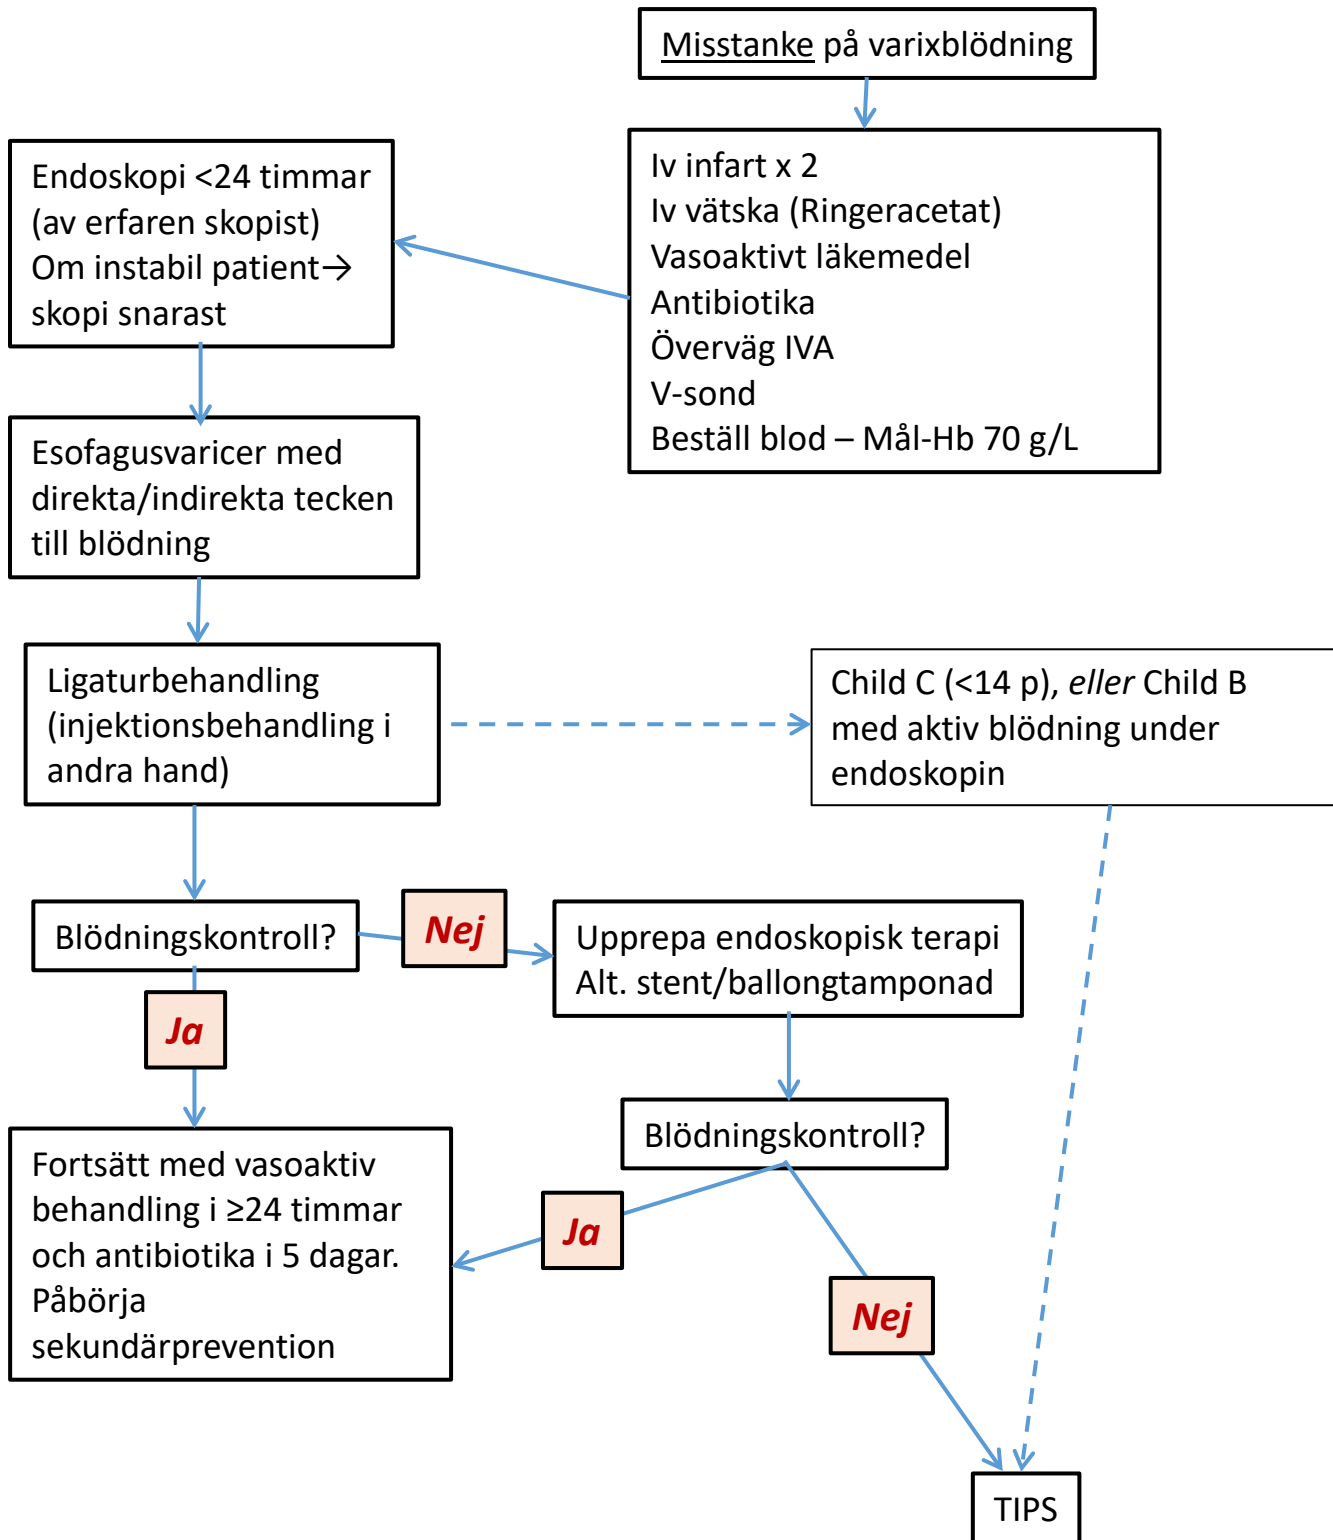 Misstanke på varixblödning
Iv infart x 2
Iv vätska (Ringeracetat)
Vasoaktivt läkemedel
Antibiotika
Överväg IVA
V-sond
Beställ blod – Mål-Hb 70 g/L
Endoskopi <24 timmar
(av erfaren skopist)
Om instabil patient→
skopi snarast
Esofagusvaricer med
direkta/indirekta tecken
till blödning
Ligaturbehandling
(injektionsbehandling i
andra hand)
Child C (<14 p), eller Child B
med aktiv blödning under
endoskopin
Blödningskontroll?
Nej
Upprepa endoskopisk terapi
Alt. stent/ballongtamponad
Ja
Blödningskontroll?
Fortsätt med vasoaktiv
behandling i ≥24 timmar
och antibiotika i 5 dagar.
Påbörja
sekundärprevention
Ja
Nej
TIPS